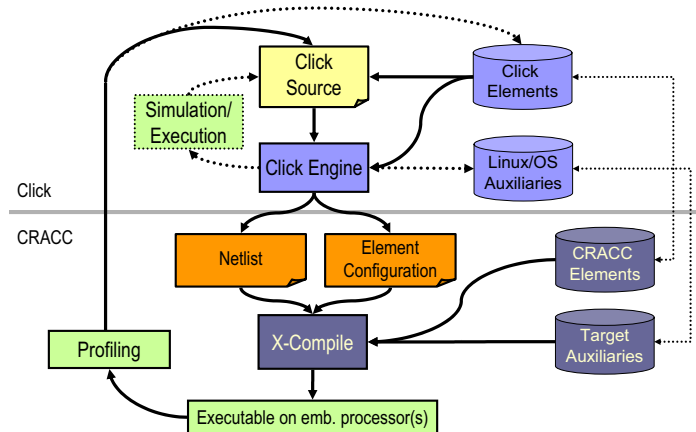 Click
Source
Click
Elements
Simulation/
Execution
Click Engine
Linux/OS
Auxiliaries
Click
CRACC
Netlist
Element
Configuration
CRACC
Elements
X-Compile
Target
Auxiliaries
Profiling
Executable on emb. processor(s)